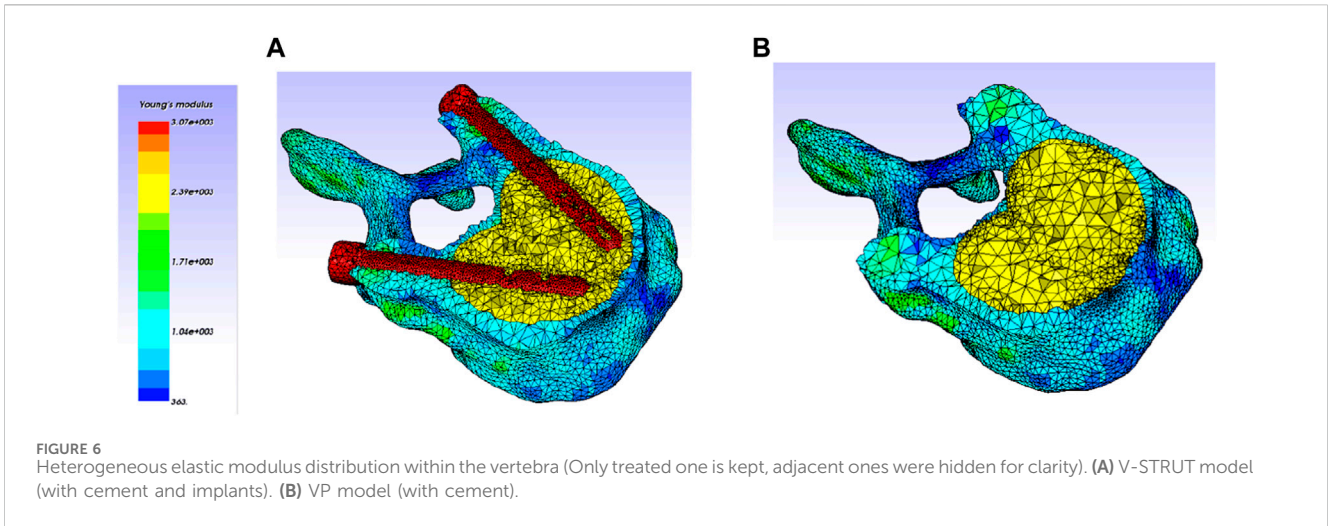 A
B
Young's modulus
3.07e+003
2.39e+003
1.71e+003
1.04e+003
363.
FIGURE 6
Heterogeneous elastic modulus distribution within the vertebra (Only treated one is kept, adjacent ones were hidden for clarity). (A) V-STRUT model
(with cement and implants). (B) VP model (with cement).